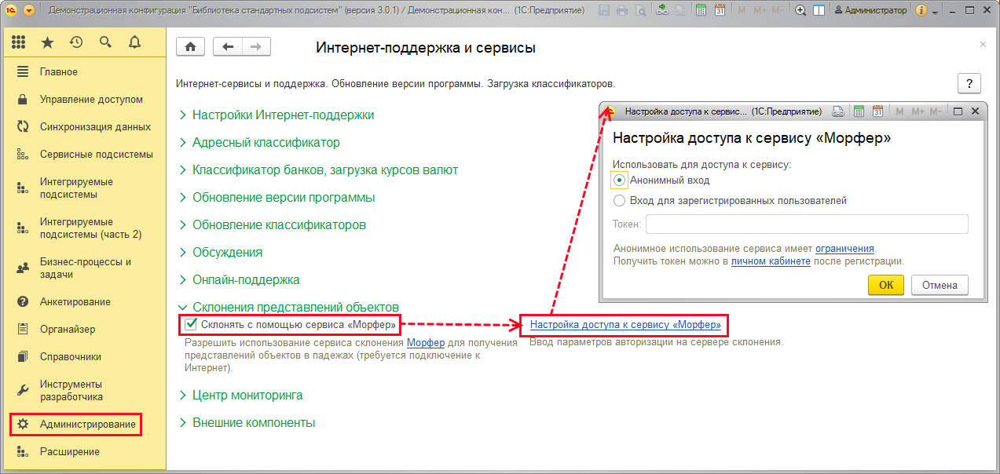 Демонстрационная конфигурация "Библиотека стандартных подсистем" (версия 3.0.1) / Демонстрационная кон... (1С:Предприятие)
M M+ M-
Администратор
Главное
Управление доступом
Синхронизация данных
Сервисные подсистемы
Интегрируемые
подсистемы
Интегрируемые
подсистемы (часть 2)
Бизнес-процессы и
задачи
Анкетирование
Органайзер
Справочники
Инструменты
разработчика
Администрирование
Расширение
Интернет-поддержка и сервисы
Интернет-сервисы и поддержка. Обновление версии программы. Загрузка классификаторов.
?
Настройки Интернет-поддержки
Адресный классификатор
Классификатор банков, загрузка курсов валют
Обновление версии программы
Обновление классификаторов
Обсуждения
Онлайн-поддержка
Склонения представлений объектов
Склонять с помощью сервиса «Морфер»
Разрешить использование сервиса склонения Морфер для получения
представлений объектов в падежах (требуется подключение к
Интернет).
Настройка доступа к сервису «Морфер»
Ввод параметров авторизации на сервере склонения.
Центр мониторинга
Внешние компоненты
Настройка доступа к сервис... (1С:Предприятие)
31
M M+ M-
Настройка доступа к сервису «Морфер»
Использовать для доступа к сервису:
Анонимный вход
Вход для зарегистрированных пользователей
Токен:
Анонимное использование сервиса имеет ограничения.
Получить токен можно в личном кабинете после регистрации.
ОК
Отмена